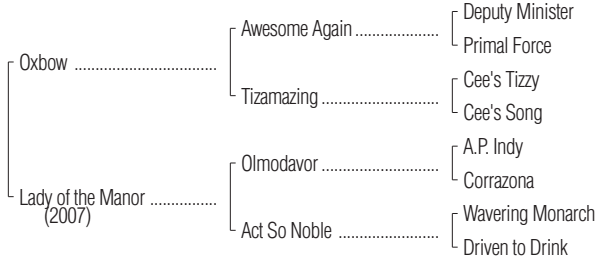 Deputy Minister
Awesome Again ....................
Primal Force
Oxbow ..................................
Cee's Tizzy
Tizamazing ............................
Cee's Song
A.P. Indy
Olmodavor ............................
Corrazona
Lady of the Manor ................
(2007)
Wavering Monarch
Act So Noble ........................
Driven to Drink